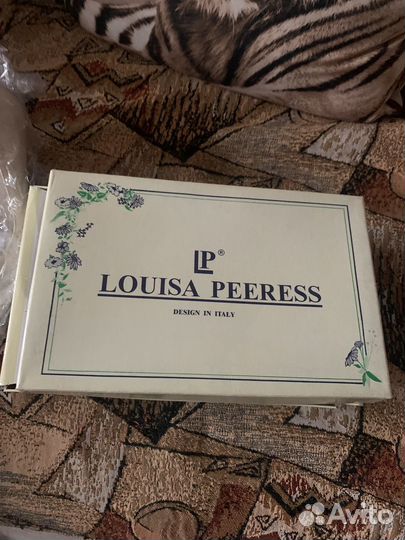 LP®
LOUISA PEERESS
DESIGN IN ITALY
Avito